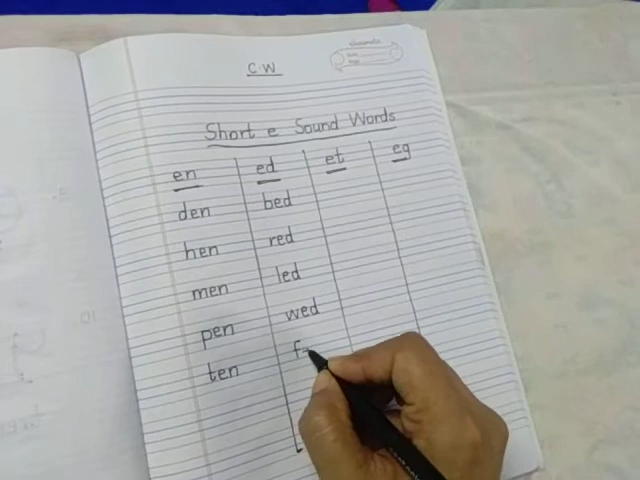 C.W
Short e Sound Words
en ed et eg
den bed
hen red
men led
pen wed
ten f